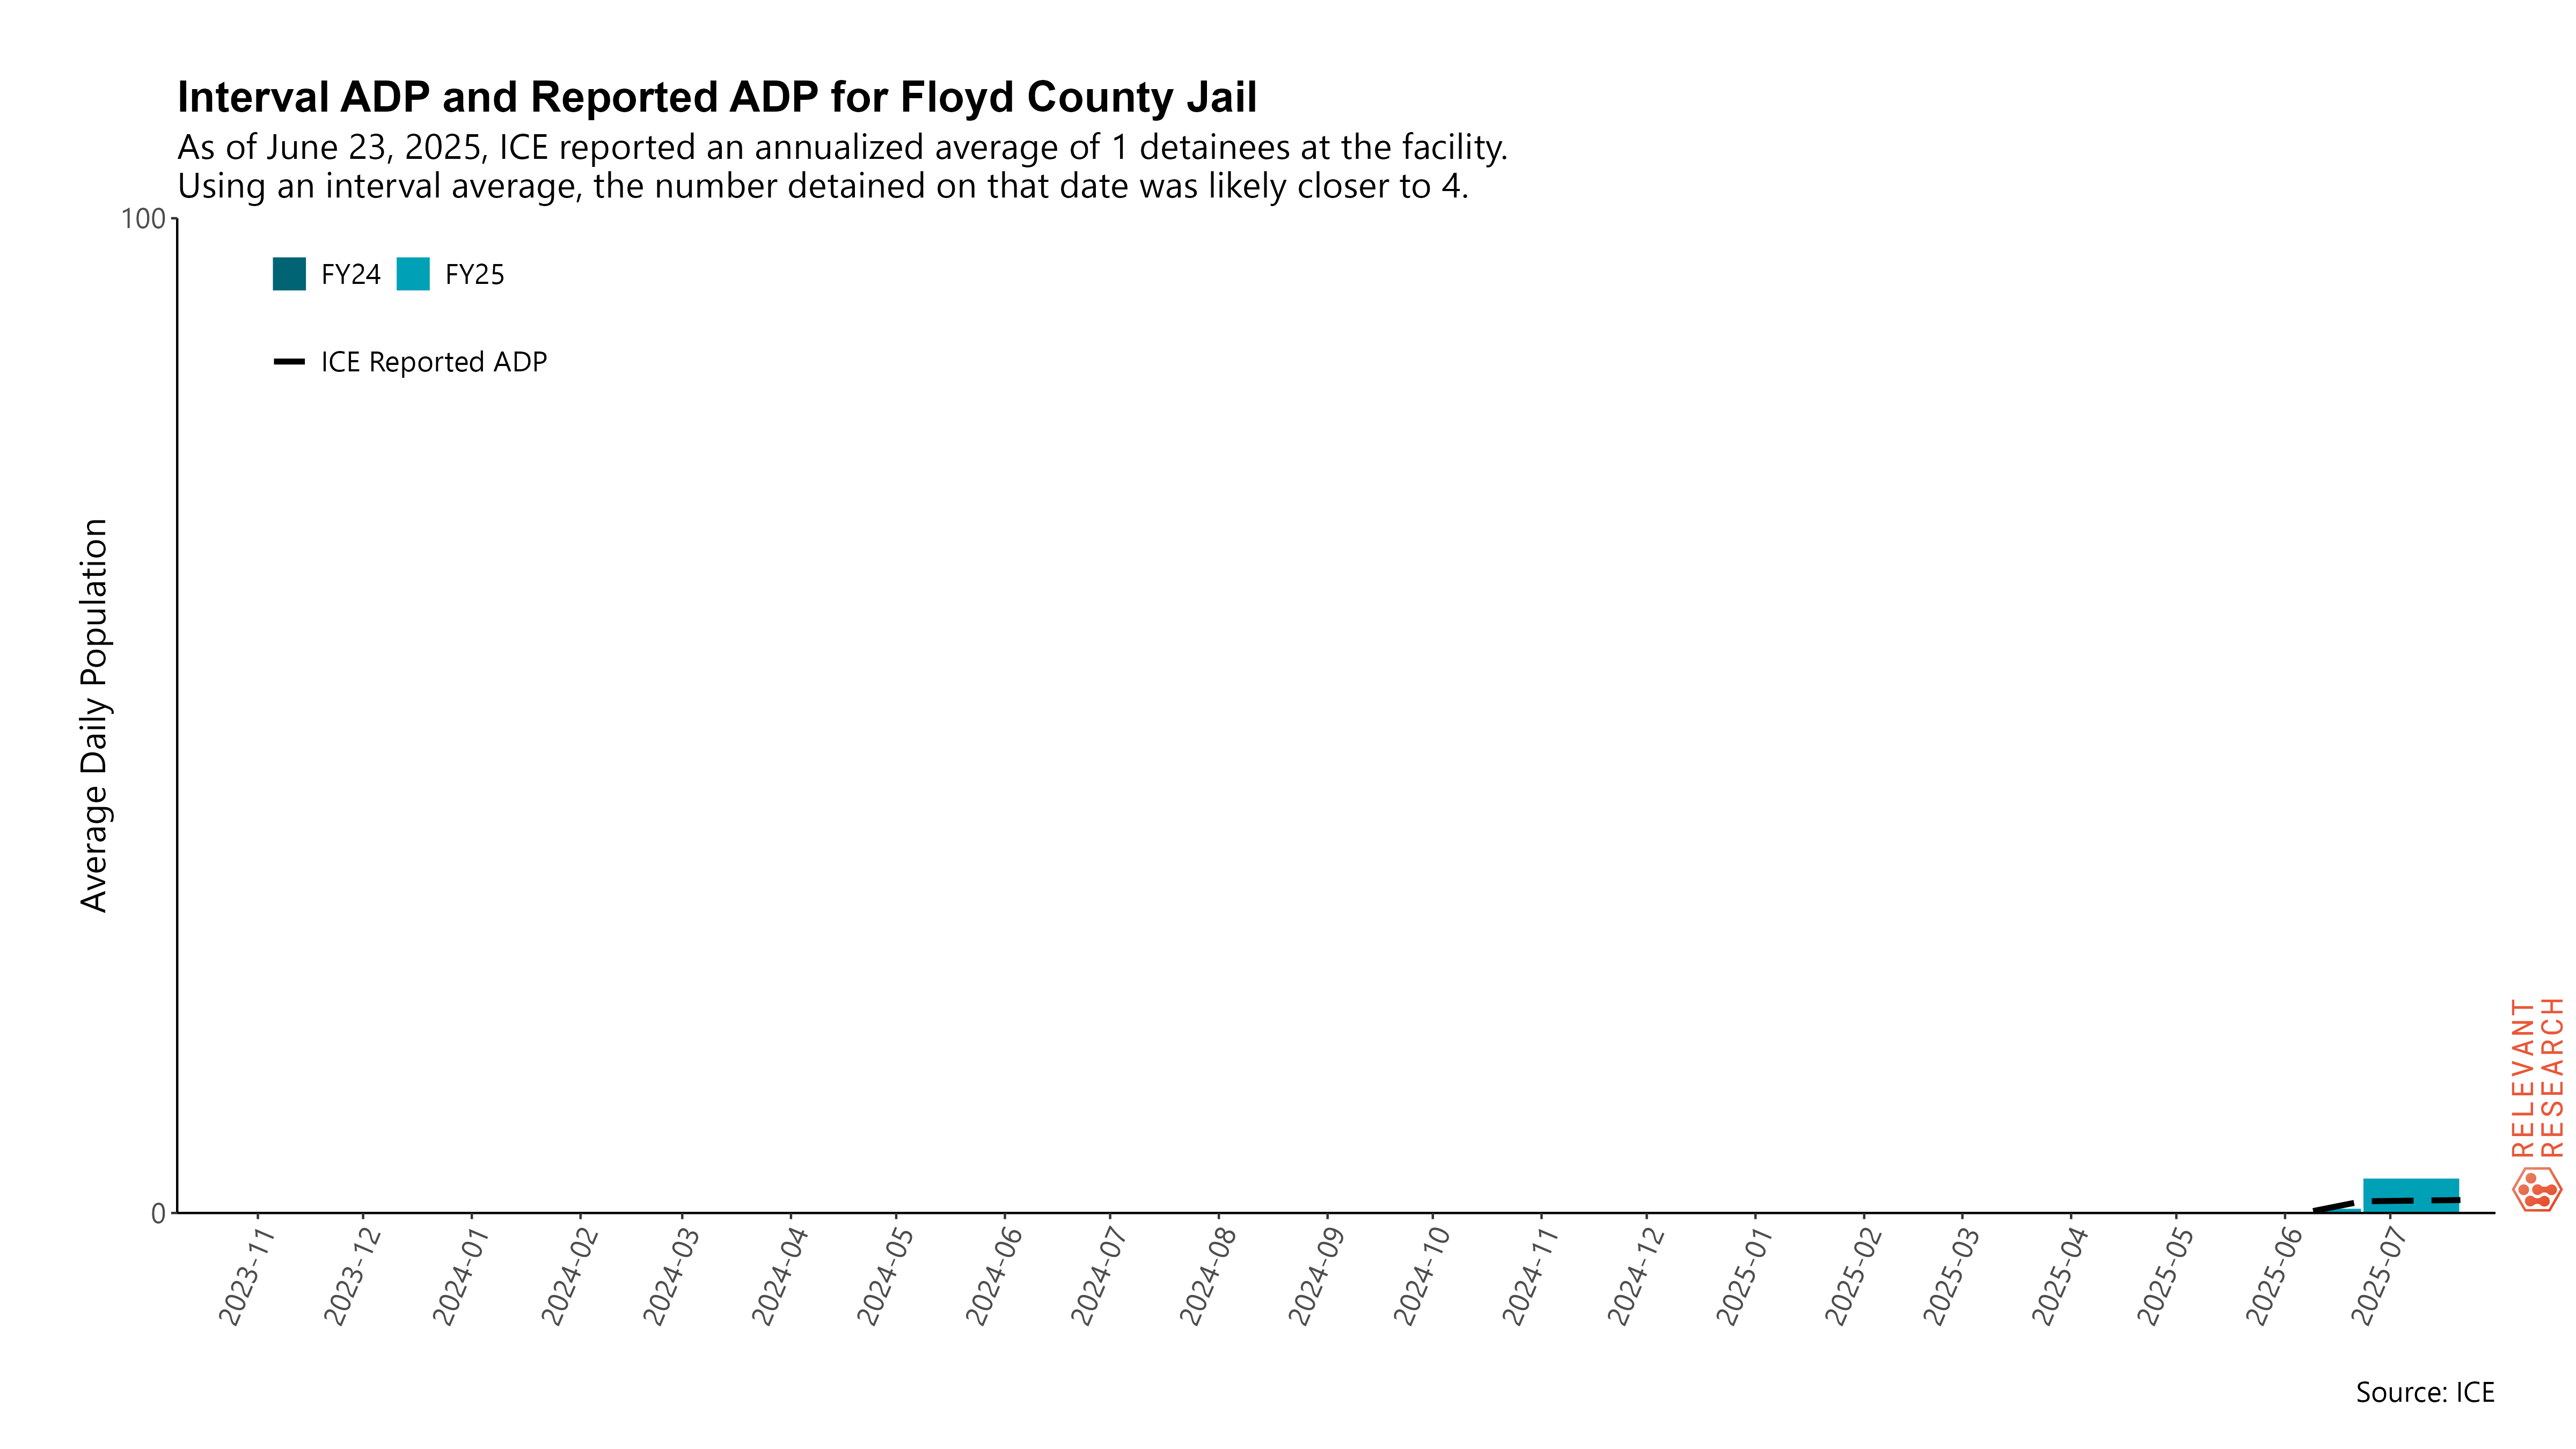 Interval ADP and Reported ADP for Floyd County Jail
As of June 23, 2025, ICE reported an annualized average of 1 detainees at the facility.
Using an interval average, the number detained on that date was likely closer to 4.
100
FY24 FY25
ICE Reported ADP
Average Daily Population
0
2023-11
2023-12
2024-01
2024-02
2024-03
2024-04
2024-05
2024-06
2024-07
2024-08
2024-09
2024-10
2024-11
2024-12
2025-01
2025-02
2025-03
2025-04
2025-05
2025-06
2025-07
RELEVANT
RESEARCH
Source: ICE